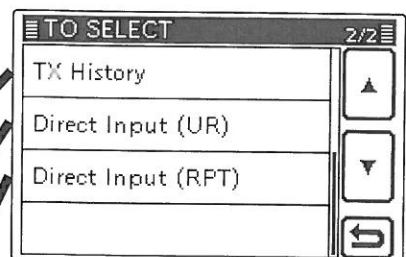 TO SELECT 2/2
TX History
Direct Input (UR)
Direct Input (RPT)